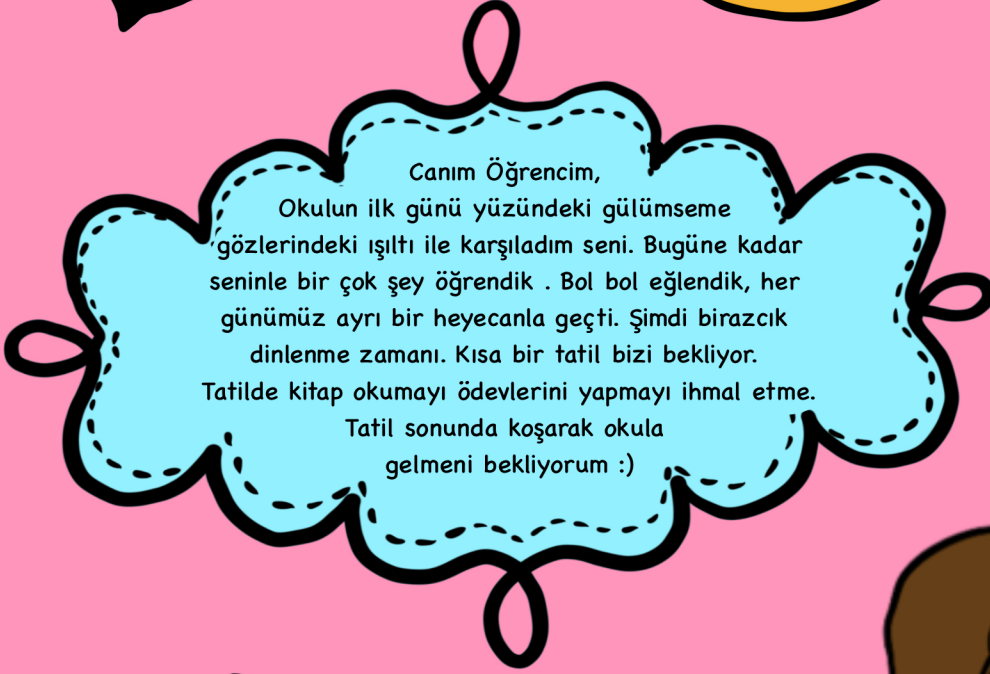 Canım Öğrencim,
Okulun ilk günü yüzündeki gülümseme
gözlerindeki ışıltı ile karşıladım seni. Bugüne kadar
seninle bir çok şey öğrendik . Bol bol eğlendik, her
günümüz ayrı bir heyecanla geçti. Şimdi birazcık
dinlenme zamanı. Kısa bir tatil bizi bekliyor.
Tatilde kitap okumayı ödevlerini yapmayı ihmal etme.
Tatil sonunda koşarak okula
gelmeni bekliyorum :)